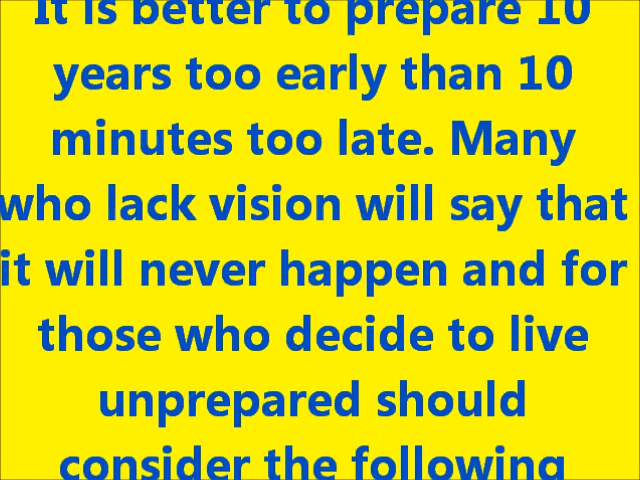 It is better to prepare 10
years too early than 10
minutes too late. Many
who lack vision will say that
it will never happen and for
those who decide to live
unprepared should
consider the following